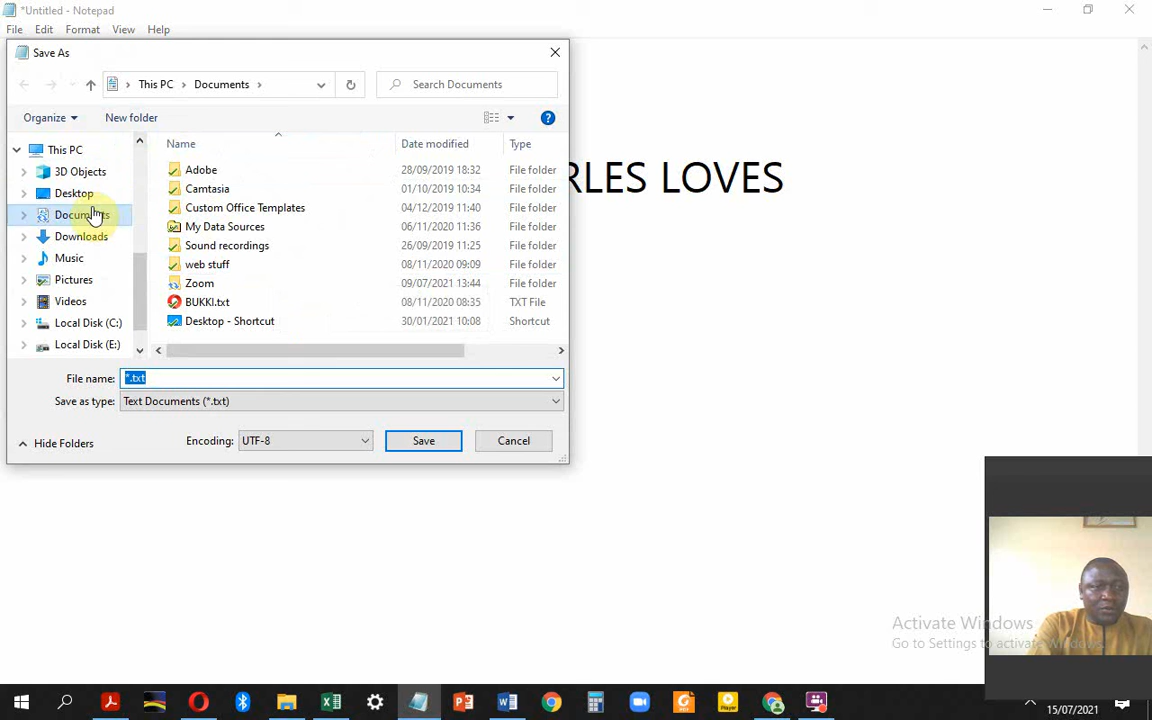 *Untitled - Notepad
File Edit Format View Help
Save As
This PC Documents
Search Documents
Organize New folder
Name Date modified Type
This PC
3D Objects
Desktop
Documents
Downloads
Music
Pictures
Videos
Local Disk (C:)
Local Disk (E:)
Adobe 28/09/2019 18:32 File folder
Camtasia 01/10/2019 10:34 File folder
Custom Office Templates 04/12/2019 11:40 File folder
My Data Sources 06/11/2020 11:36 File folder
Sound recordings 26/09/2019 11:25 File folder
web stuff 08/11/2020 09:09 File folder
Zoom 09/07/2021 13:44 File folder
BUKKI.txt 08/11/2020 08:35 TXT File
Desktop - Shortcut 30/01/2021 10:08 Shortcut
RLES LOVES
File name: *.txt
Save as type: Text Documents (*.txt)
Hide Folders
Encoding: UTF-8
Save
Cancel
Activate Windows
Go to Settings to activate Windows.
15/07/2021